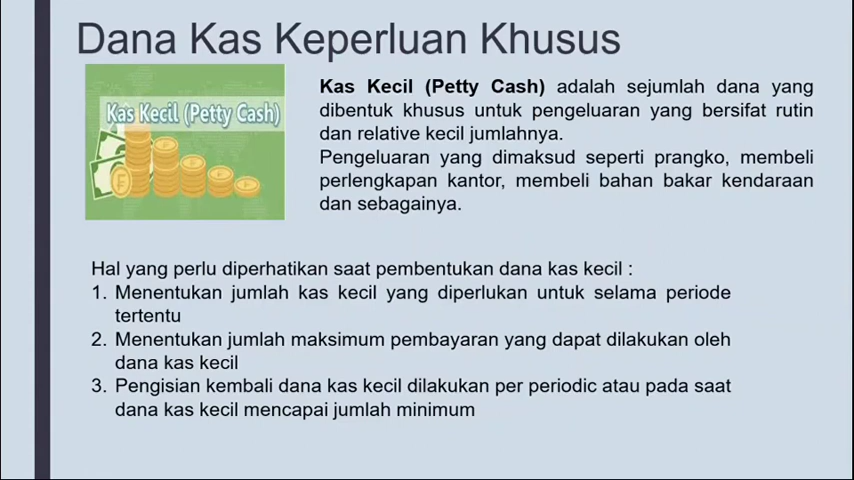 Dana Kas Keperluan Khusus
Kas Kecil (Petty Cash)
Kas Kecil (Petty Cash) adalah sejumlah dana yang
dibentuk khusus untuk pengeluaran yang bersifat rutin
dan relative kecil jumlahnya.
Pengeluaran yang dimaksud seperti prangko, membeli
perlengkapan kantor, membeli bahan bakar kendaraan
dan sebagainya.
Hal yang perlu diperhatikan saat pembentukan dana kas kecil :
1. Menentukan jumlah kas kecil yang diperlukan untuk selama periode
tertentu
2. Menentukan jumlah maksimum pembayaran yang dapat dilakukan oleh
dana kas kecil
3. Pengisian kembali dana kas kecil dilakukan per periodic atau pada saat
dana kas kecil mencapai jumlah minimum